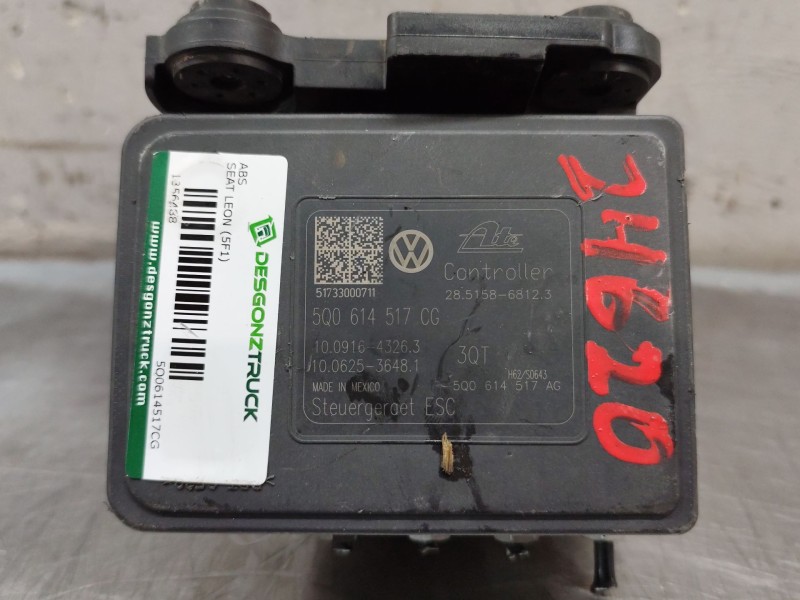 ABS
SEAT LEON (5F1)
1356438
DESGONZTRUCK
5Q0614517CG
www.desgonztruck.com
Ate
Controller
28.5158-6812.3
51733000711
5Q0 614 517 CG
10.0916-4326.3
3QT
10.0625-3648.1
H62/S0643
MADE IN MEXICO
5Q0 614 517 AG
Steuergeraet ESC
34620